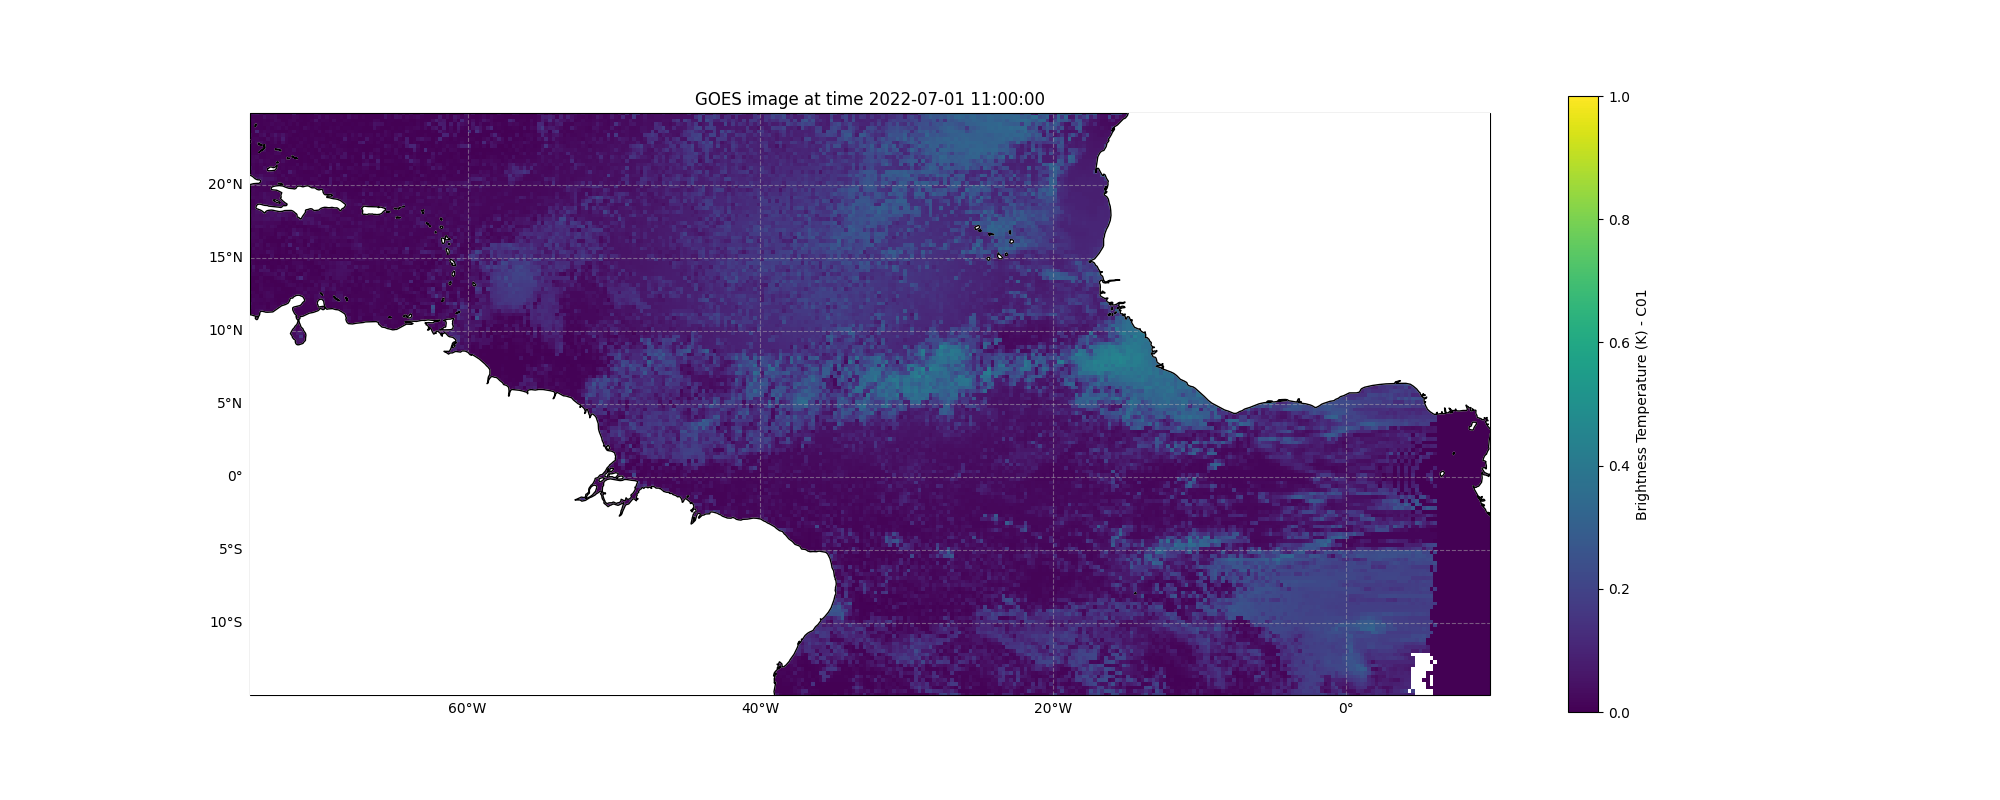 GOES image at time 2022-07-01 11:00:00
20°N
15°N
10°N
5°N
0°
5°S
10°S
60°W
40°W
20°W
0°
1.0
0.8
0.6
0.4
0.2
0.0
Brightness Temperature (K) - C01